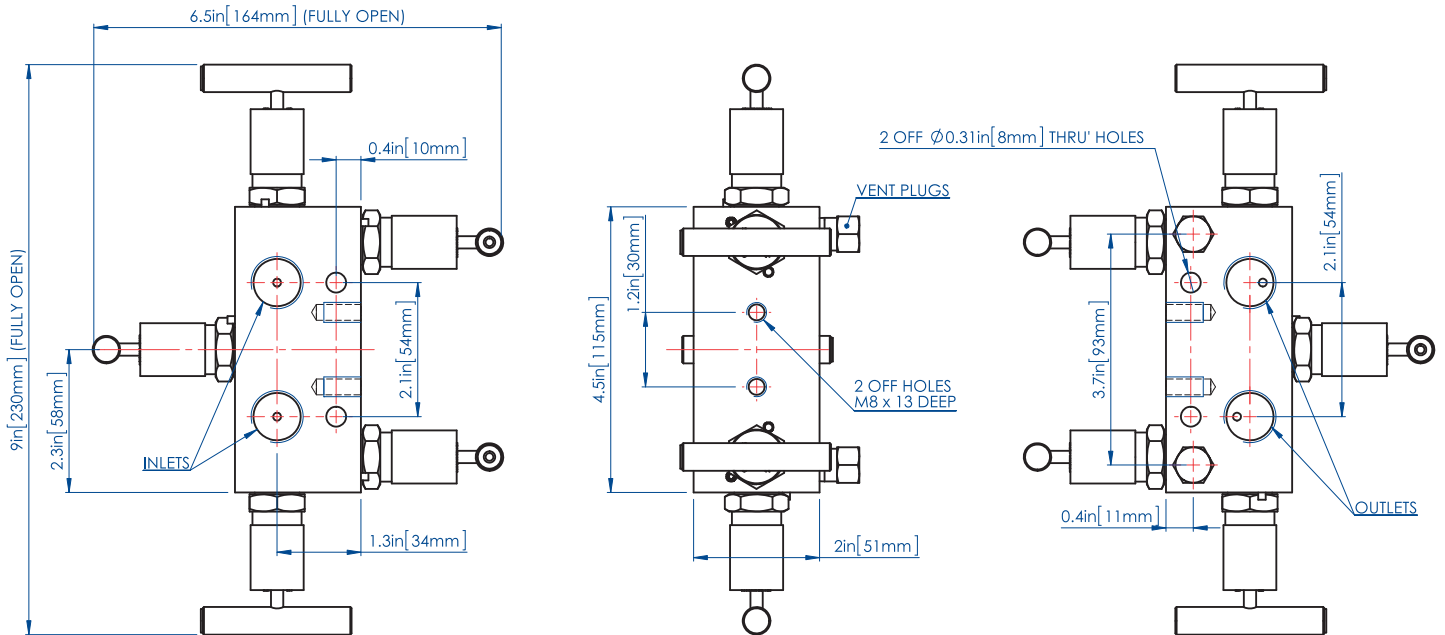 6.5in[164mm] (FULLY OPEN)
9in[230mm] (FULLY OPEN)
0.4in[10mm]
2.1in[54mm]
2.3in[58mm]
INLETS
1.3in[34mm]
VENT PLUGS
1.2in[30mm]
4.5in[115mm]
2 OFF HOLES
M8 x 13 DEEP
2in[51mm]
2 OFF Ø0.31in[8mm] THRU' HOLES
2.1in[54mm]
3.7in[93mm]
0.4in[11mm]
OUTLETS